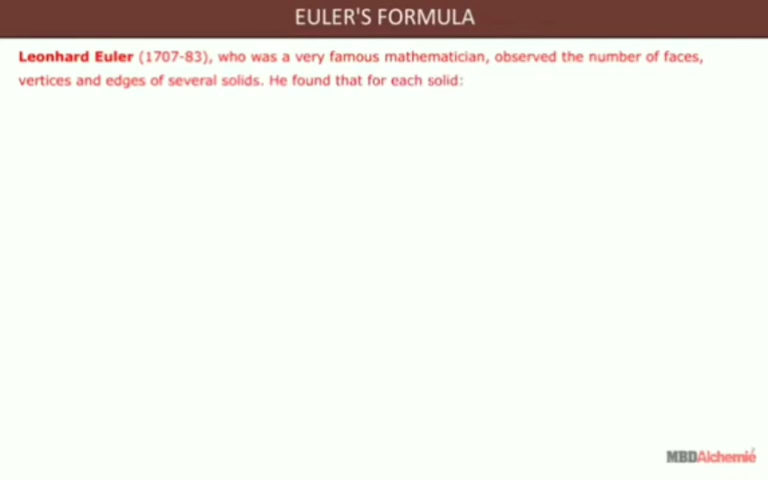 EULER'S FORMULA
Leonhard Euler (1707-83), who was a very famous mathematician, observed the number of faces,
vertices and edges of several solids. He found that for each solid:
MBDAlchemie